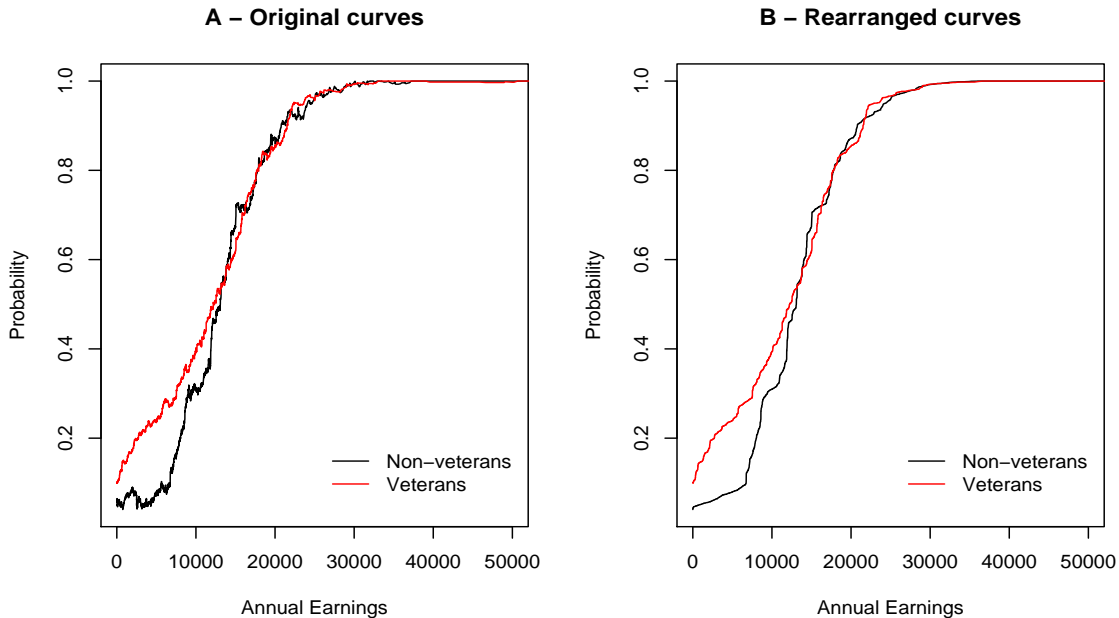 A – Original curves
Probability
1.0
0.8
0.6
0.4
0.2
Non−veterans
Veterans
0 10000 20000 30000 40000 50000
Annual Earnings
B – Rearranged curves
Probability
1.0
0.8
0.6
0.4
0.2
Non−veterans
Veterans
0 10000 20000 30000 40000 50000
Annual Earnings